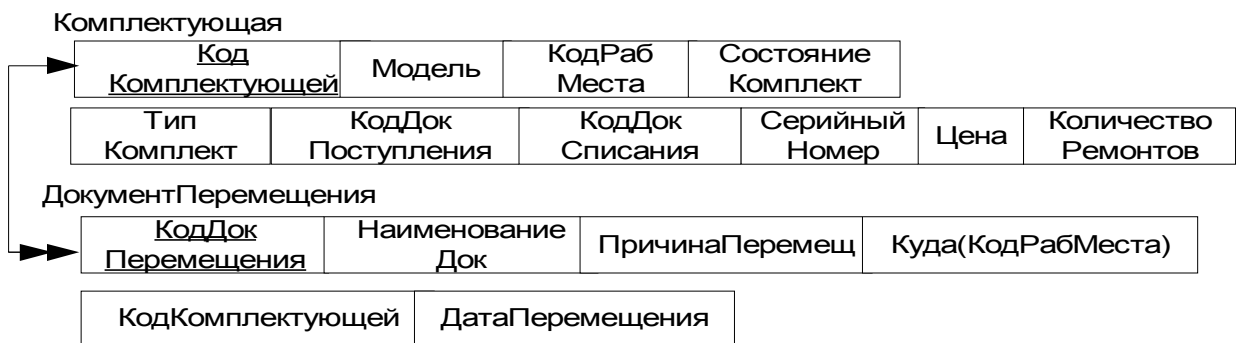 Комплектующая
Код Комплектующей Модель КодРаб Места Состояние Комплект
Тип Комплект КодДок Поступления КодДок Списания Серийный Номер Цена Количество Ремонтов
ДокументПеремещения
КодДок Перемещения Наименование Док ПричинаПеремещ Куда(КодРабМеста)
КодКомплектующей ДатаПеремещения